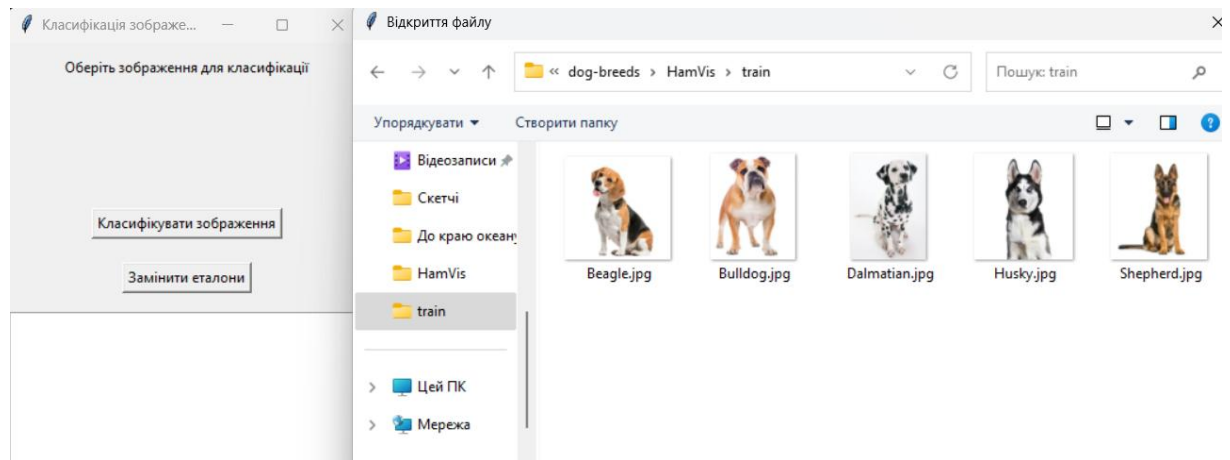 Класифікація зображе...
Оберіть зображення для класифікації
Класифікувати зображення
Замінити еталони
Відкриття файлу
« dog-breeds > HamVis > train
Пошук: train
Упорядкувати
Створити папку
Відеозаписи
Скетчі
До краю океану
HamVis
train
Цей ПК
Мережа
Beagle.jpg
Bulldog.jpg
Dalmatian.jpg
Husky.jpg
Shepherd.jpg